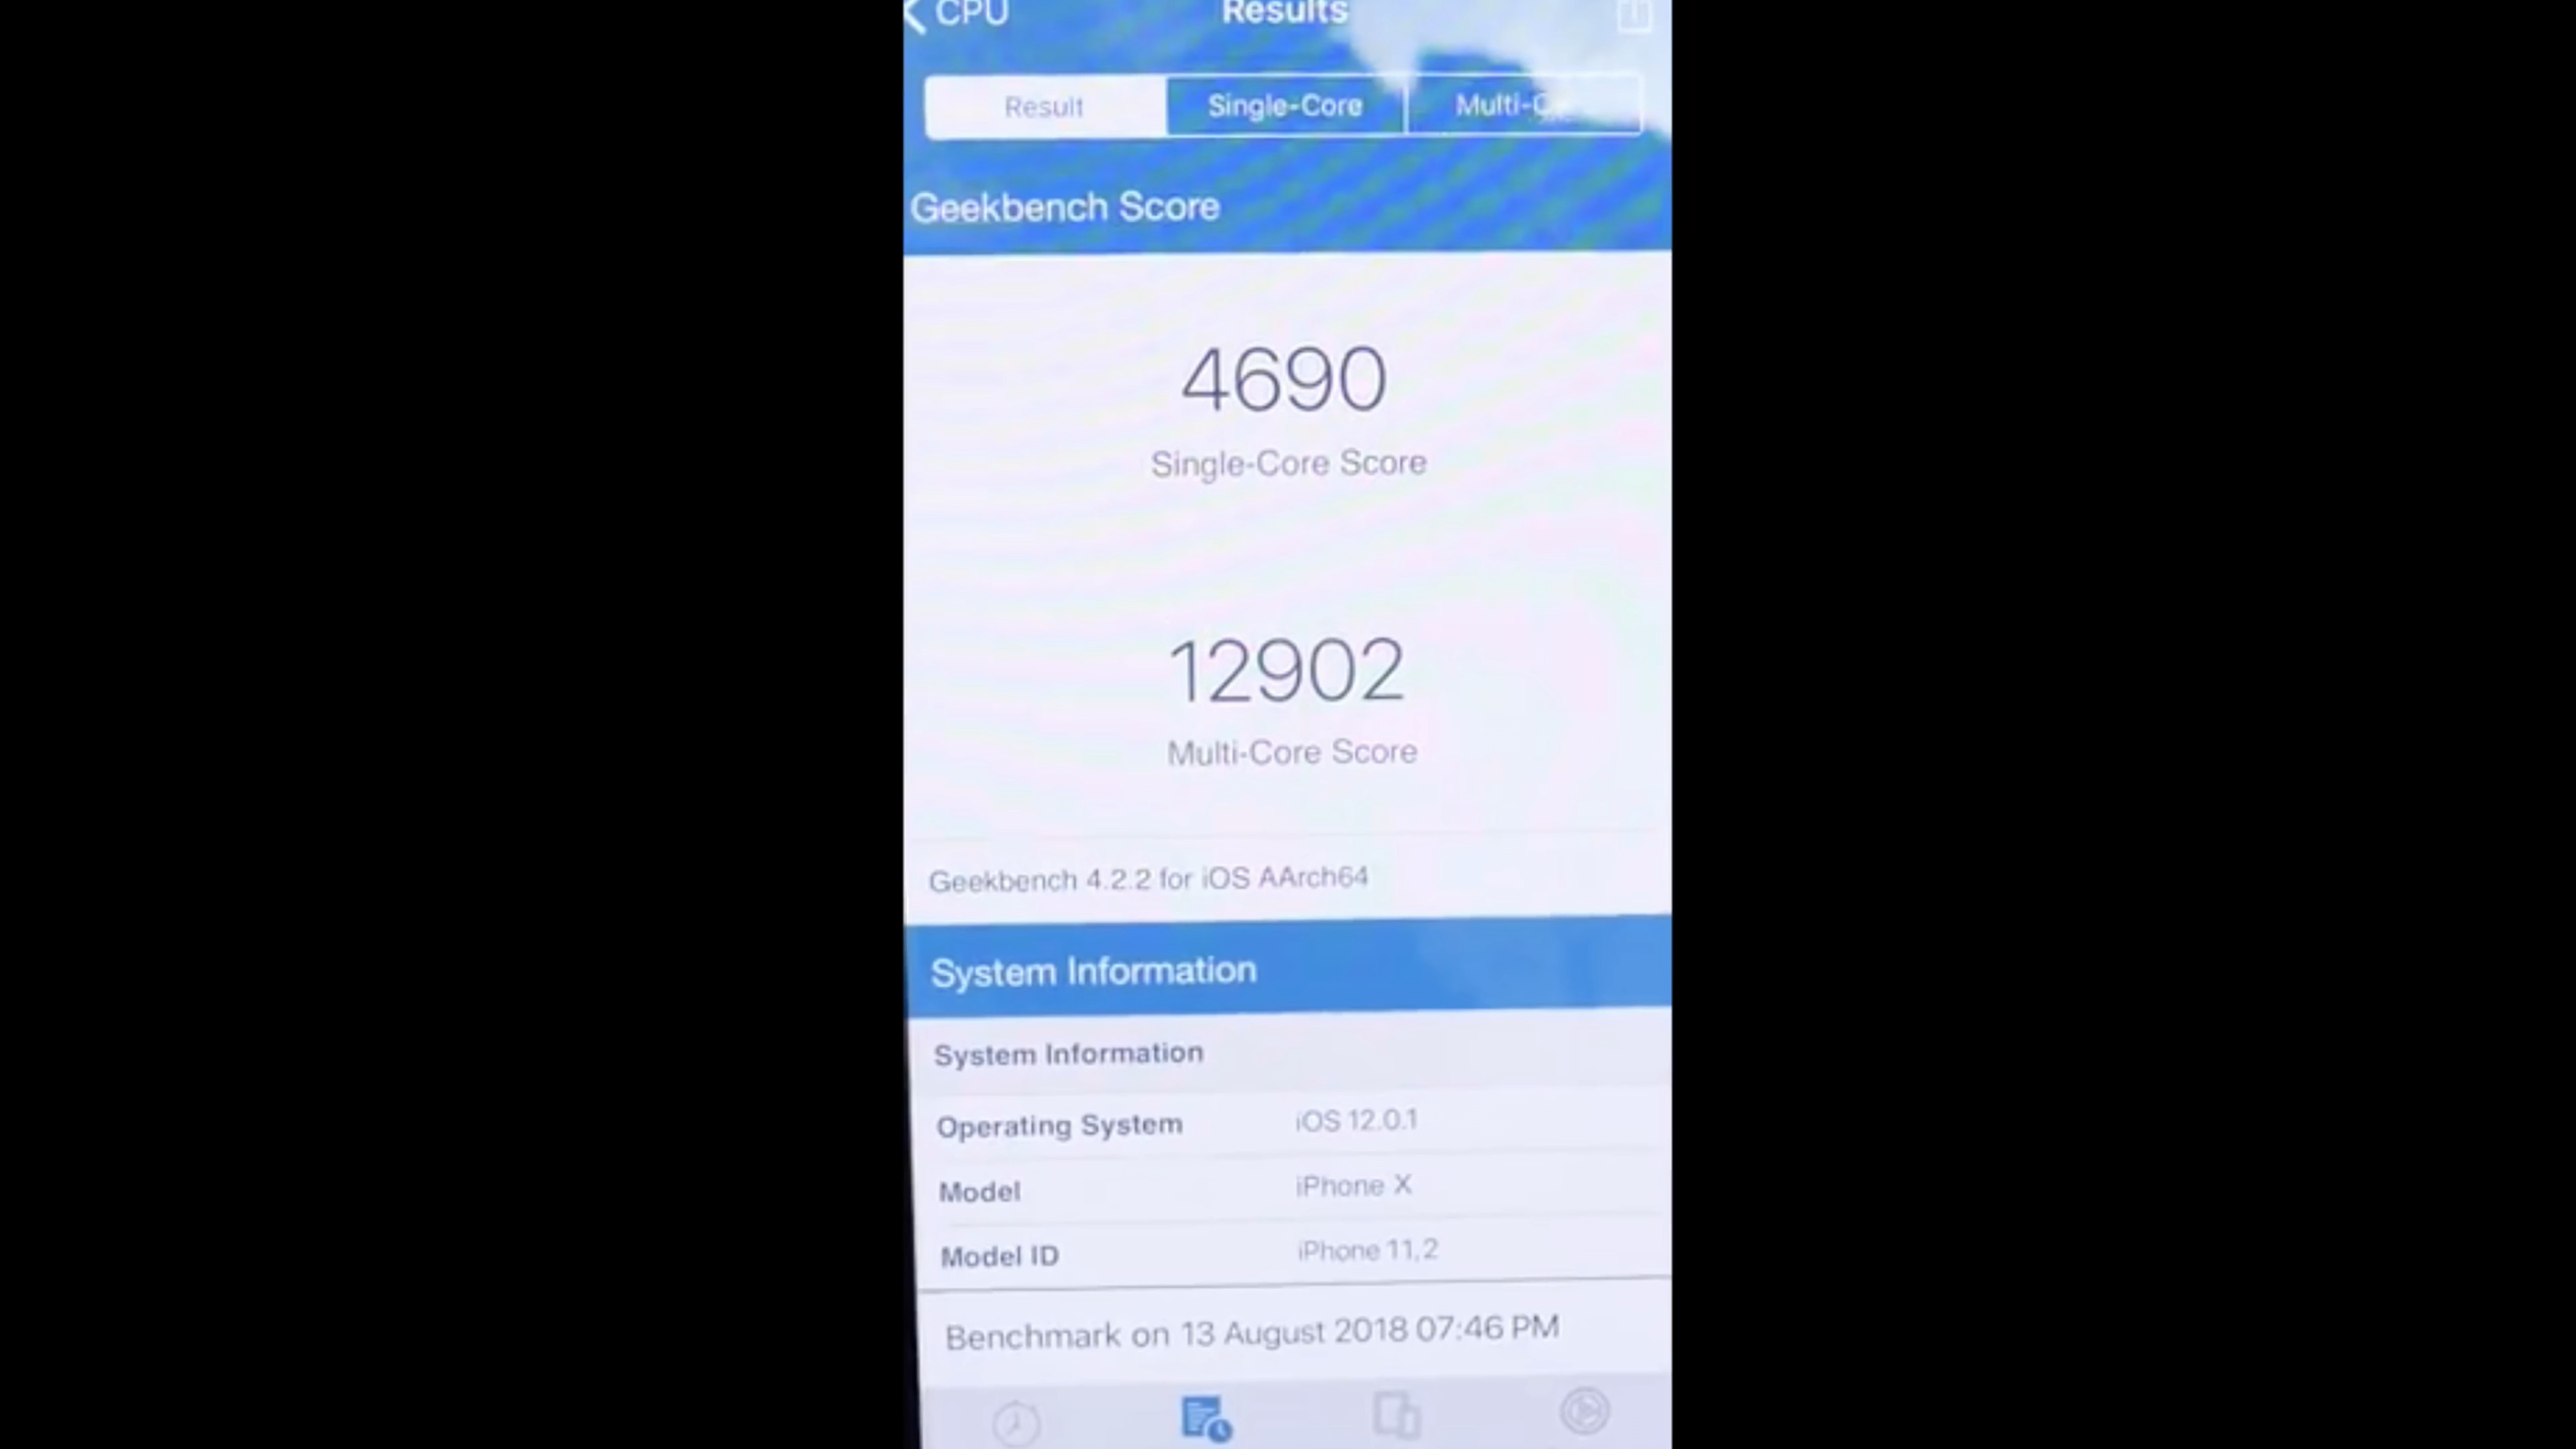 CPU
Results
Result
Single-Core
Geekbench Score
4690
Single-Core Score
12902
Multi-Core Score
Geekbench 4.2.2 for iOS AArch64
System Information
System Information
Operating System iOS 12.0.1
Model iPhone X
Model ID iPhone 11,2
Benchmark on 13 August 2018 07:46 PM